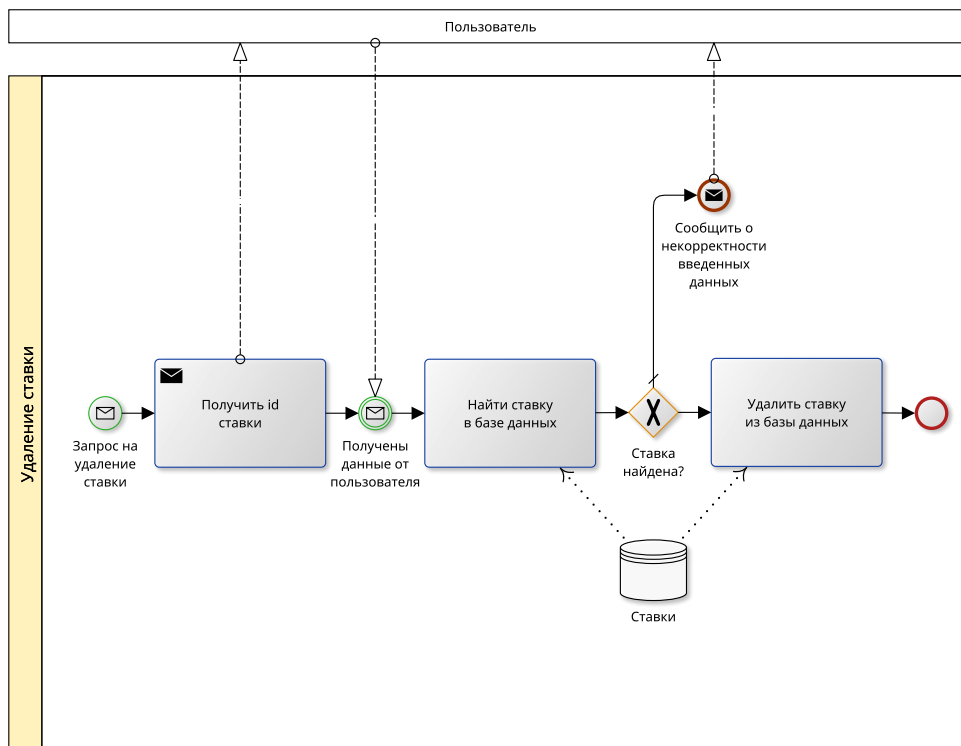 Пользователь
Удаление ставки
Сообщить о
некорректности
введенных
данных
Получить id
ставки
Найти ставку
в базе данных
Удалить ставку
из базы данных
Запрос на
удаление
ставки
Получены
данные от
пользователя
Ставка
найдена?
Ставки